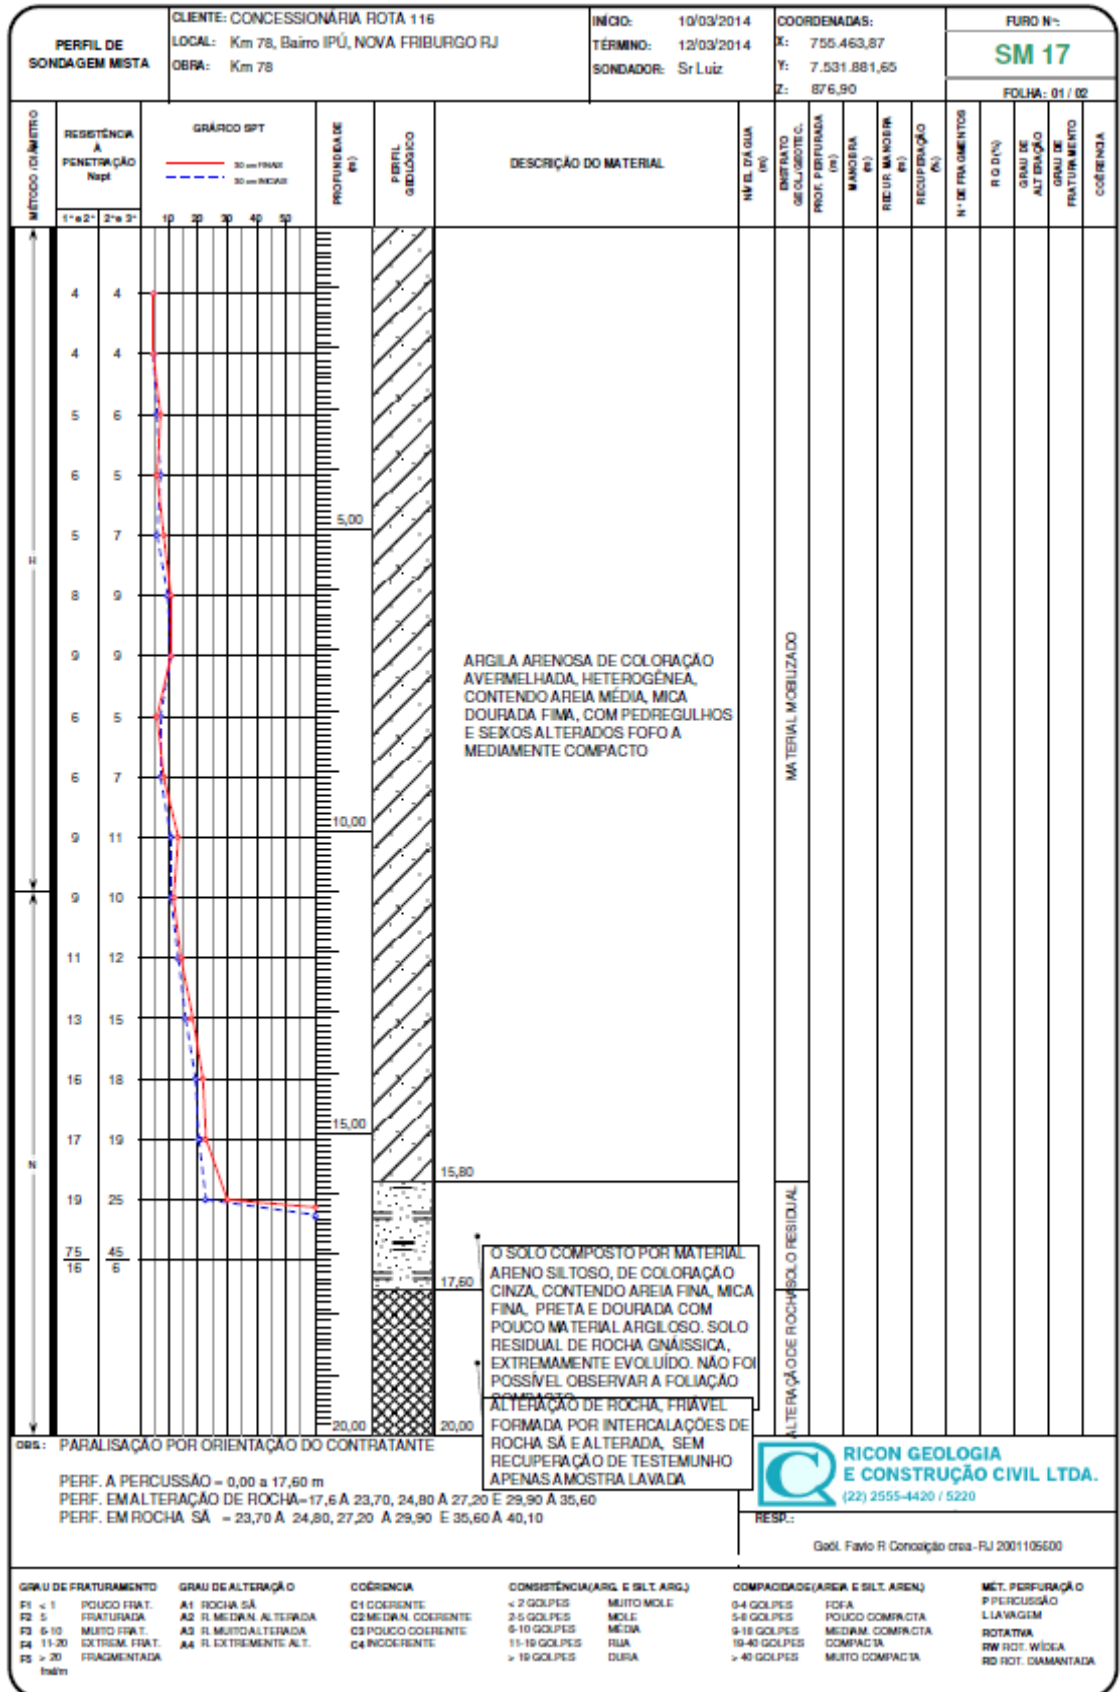 PERFIL DE
SONDAGEM MISTA
CLIENTE: CONCESSIONÁRIA ROTA 116
LOCAL: Km 78, Bairro IPÚ, NOVA FRIBURGO RJ
OBRA: Km 78
INÍCIO: 10/03/2014
TÉRMINO: 12/03/2014
SONDADOR: Sr Luiz
COORDENADAS:
X: 755.463,87
Y: 7.531.881,65
Z: 876,90
FURO Nº:
SM 17
FOLHA: 01 / 02
MÉTODO /DIÂMETRO
RESISTÊNCIA
À
PENETRAÇÃO
Nspt
1ª e 2ª 2ª e 3ª
GRÁFICO SPT
30 cm FINAIS
30 cm INICIAIS
10 20 30 40 50
PROFUNDIDADE
(m)
PERFIL
GEOLÓGICO
DESCRIÇÃO DO MATERIAL
NÍVEL D'ÁGUA
(m)
EXTRATO
GEOL./GEOTEC.
PROF. PERFURADA
(m)
MANOBRA
(m)
RECUP. MANOBRA
(m)
RECUPERAÇÃO
(%)
Nº DE FRAGMENTOS
R Q D (%)
GRAU DE
ALTERAÇÃO
GRAU DE
FRATURAMENTO
COERÊNCIA
4 4
4 4
5 6
6 5
5,00
5 7
H
8 9
9 9
6 5
6 7
10,00
9 11
9 10
11 12
13 15
16 18
15,00
17 19
N
19 25
75 45
16 6
20,00
ARGILA ARENOSA DE COLORAÇÃO
AVERMELHADA, HETEROGÊNEA,
CONTENDO AREIA MÉDIA, MICA
DOURADA FINA, COM PEDREGULHOS
E SEIXOS ALTERADOS FOFO A
MEDIAMENTE COMPACTO
MATERIAL MOBILIZADO
15,80
SOLO RESIDUAL
O SOLO COMPOSTO POR MATERIAL
ARENO SILTOSO, DE COLORAÇÃO
CINZA, CONTENDO AREIA FINA, MICA
FINA, PRETA E DOURADA COM
POUCO MATERIAL ARGILOSO. SOLO
RESIDUAL DE ROCHA GNÁISSICA,
EXTREMAMENTE EVOLUÍDO. NÃO FOI
POSSÍVEL OBSERVAR A FOLIAÇÃO
17,60
ALTERAÇÃO DE ROCHA
ALTERAÇÃO DE ROCHA, FRIÁVEL
FORMADA POR INTERCALAÇÕES DE
ROCHA SÃ E ALTERADA, SEM
RECUPERAÇÃO DE TESTEMUNHO
APENAS AMOSTRA LAVADA
20,00
OBS.: PARALISAÇÃO POR ORIENTAÇÃO DO CONTRATANTE
PERF. A PERCUSSÃO = 0,00 a 17,60 m
PERF. EM ALTERAÇÃO DE ROCHA=17,6 À 23,70, 24,80 À 27,20 E 29,90 À 35,60
PERF. EM ROCHA SÃ = 23,70 À 24,80, 27,20 À 29,90 E 35,60 À 40,10
RICON GEOLOGIA
E CONSTRUÇÃO CIVIL LTDA.
(22) 2555-4420 / 5220
RESP.:
Geól. Favio R Conceição crea-RJ 2001105600
GRAU DE FRATURAMENTO
F1 < 1 POUCO FRAT.
F2 5 FRATURADA
F3 6-10 MUITO FRAT.
F4 11-20 EXTREM. FRAT.
F5 > 20 FRAGMENTADA
frat/m
GRAU DE ALTERAÇÃO
A1 ROCHA SÃ
A2 R. MEDIAN. ALTERADA
A3 R. MUITO ALTERADA
A4 R. EXTREMENTE ALT.
COERENCIA
C1 COERENTE
C2 MEDIAN. COERENTE
C3 POUCO COERENTE
C4 INCOERENTE
CONSISTÊNCIA(ARG. E SILT. ARG.)
< 2 GOLPES MUITO MOLE
2-5 GOLPES MOLE
6-10 GOLPES MÉDIA
11-19 GOLPES RIJA
> 19 GOLPES DURA
COMPACIDADE(AREIA E SILT. AREN.)
0-4 GOLPES FOFA
5-8 GOLPES POUCO COMPACTA
9-18 GOLPES MEDIAM. COMPACTA
19-40 GOLPES COMPACTA
> 40 GOLPES MUITO COMPACTA
MÉT. PERFURAÇÃO
P PERCUSSÃO
L LAVAGEM
ROTATIVA
RW ROT. WÍDEA
RD ROT. DIAMANTADA